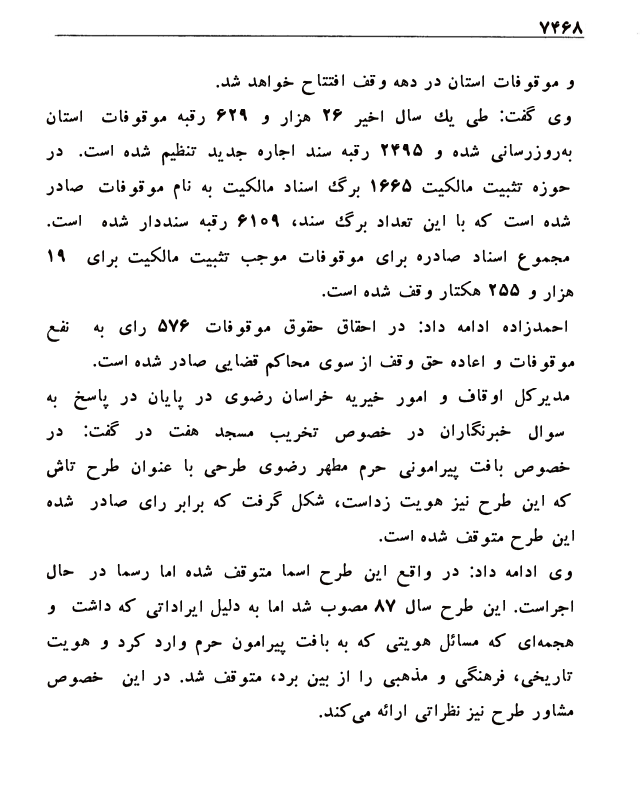 ۷۴۶۸
و موقوفات استان در دهه وقف افتتاح خواهد شد.
وی گفت: طی یك سال اخیر ۲۶ هزار و ۶۲۹ رقبه موقوفات استان
به‌روزرسانی شده و ۲۴۹۵ رقبه سند اجاره جدید تنظیم شده است. در
حوزه تثبیت مالکیت ۱۶۶۵ برگ اسناد مالکیت به نام موقوفات صادر
شده است که با این تعداد برگ سند، ۶۱۰۹ رقبه سنددار شده است.
مجموع اسناد صادره برای موقوفات موجب تثبیت مالکیت برای ۱۹
هزار و ۲۵۵ هکتار وقف شده است.
احمدزاده ادامه داد: در احقاق حقوق موقوفات ۵۷۶ رای به نفع
موقوفات و اعاده حق وقف از سوی محاکم قضایی صادر شده است.
مدیرکل اوقاف و امور خیریه خراسان رضوی در پایان در پاسخ به
سوال خبرنگاران در خصوص تخریب مسجد هفت در گفت: در
خصوص بافت پیرامونی حرم مطهر رضوی طرحی با عنوان طرح تاش
که این طرح نیز هویت زداست، شکل گرفت که برابر رای صادر شده
این طرح متوقف شده است.
وی ادامه داد: در واقع این طرح اسما متوقف شده اما رسما در حال
اجراست. این طرح سال ۸۷ مصوب شد اما به دلیل ایراداتی که داشت و
هجمه‌ای که مسائل هویتی که به بافت پیرامون حرم وارد کرد و هویت
تاریخی، فرهنگی و مذهبی را از بین برد، متوقف شد. در این خصوص
مشاور طرح نیز نظراتی ارائه می‌کند.